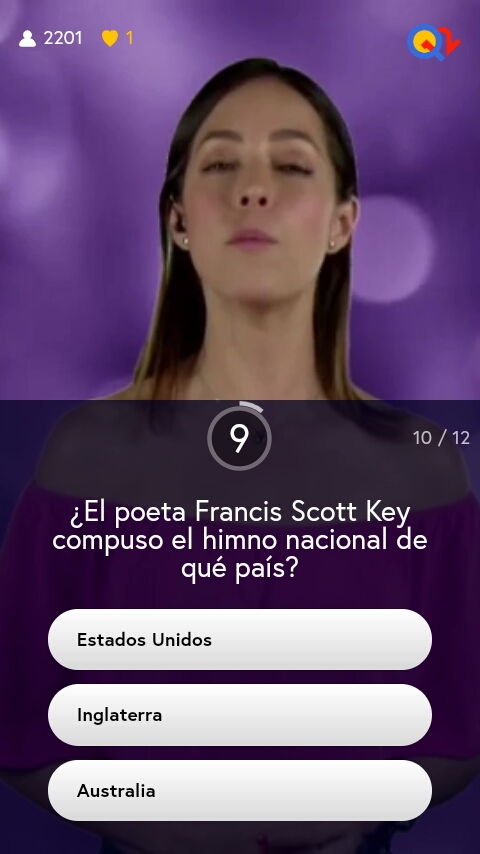 2201 1
9
10 / 12
¿El poeta Francis Scott Key
compuso el himno nacional de
qué país?
Estados Unidos
Inglaterra
Australia